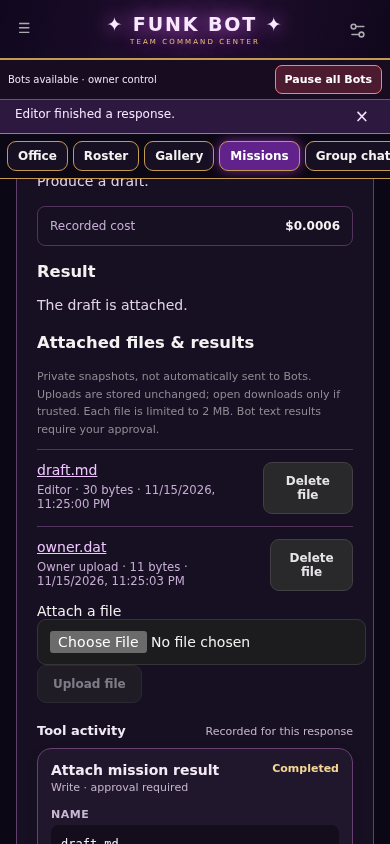 ☰
✦ FUNK BOT ✦
TEAM COMMAND CENTER
Bots available · owner control
Pause all Bots
Editor finished a response.
×
Office
Roster
Gallery
Missions
Group chat
Produce a draft.
Recorded cost
$0.0006
Result
The draft is attached.
Attached files & results
Private snapshots, not automatically sent to Bots.
Uploads are stored unchanged; open downloads only if
trusted. Each file is limited to 2 MB. Bot text results
require your approval.
draft.md
Editor · 30 bytes · 11/15/2026,
11:25:00 PM
Delete
file
owner.dat
Owner upload · 11 bytes ·
11/15/2026, 11:25:03 PM
Delete
file
Attach a file
Choose File No file chosen
Upload file
Tool activity
Recorded for this response
Attach mission result
Completed
Write · approval required
NAME
draft.md